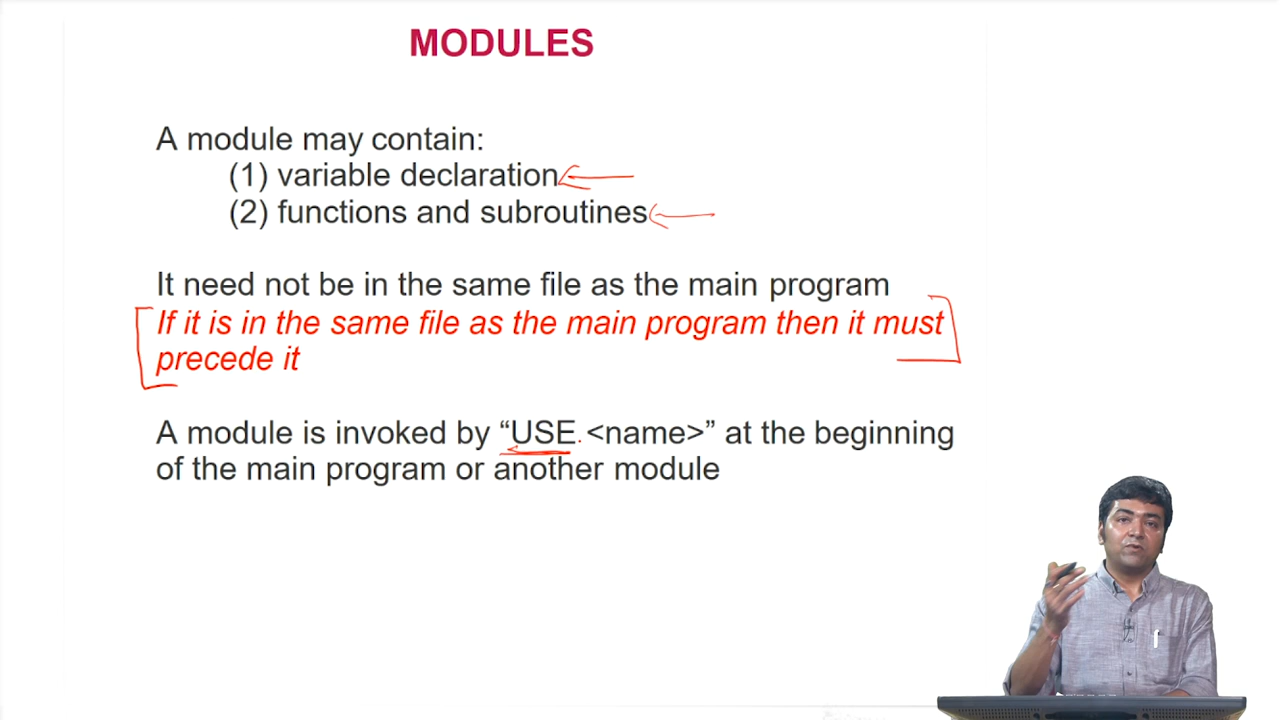 MODULES
A module may contain:
(1) variable declaration
(2) functions and subroutines
It need not be in the same file as the main program
If it is in the same file as the main program then it must
precede it
A module is invoked by “USE <name>” at the beginning
of the main program or another module